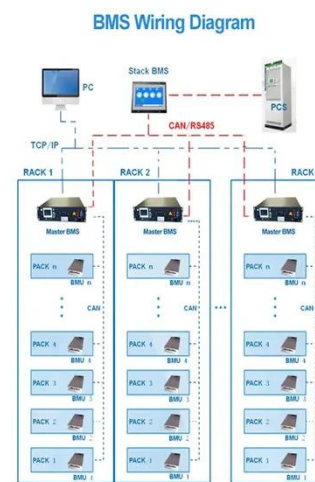 BMS Wiring Diagram
PC
Stack BMS
PCS
CAN/RS485
TCP/IP
RACK 1
RACK 2
RACK
Master BMS
Master BMS
Master BMS
PACK n
BMU n
PACK n
BMU n
PACK n
BMU n
CAN
CAN
CAN
PACK 4
BMU 4
PACK 4
BMU 4
PACK 4
BMU 4
PACK 3
BMU 3
PACK 3
BMU 3
PACK 3
BMU 3
PACK 2
BMU 2
PACK 2
BMU 2
PACK 2
BMU 2
PACK 1
BMU 1
PACK 1
BMU 1
PACK 1
BMU 1